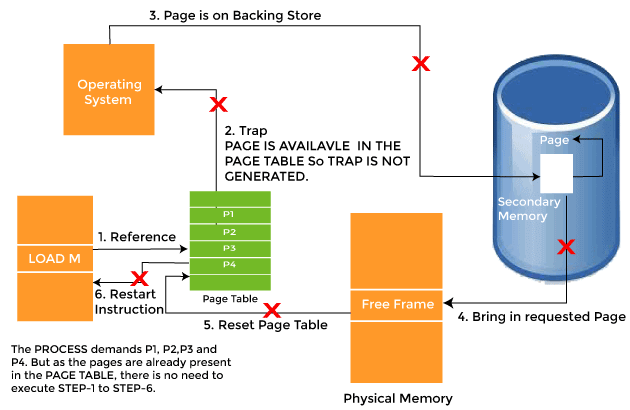 3. Page is on Backing Store
Operating
System
2. Trap
PAGE IS AVAILAVLE IN THE
PAGE TABLE So TRAP IS NOT
GENERATED.
Page
Secondary
Memory
P1
P2
P3
P4
Page Table
1. Reference
LOAD M
6. Restart
Instruction
Free Frame
4. Bring in requested Page
5. Reset Page Table
Physical Memory
The PROCESS demands P1, P2,P3 and
P4. But as the pages are already present
in the PAGE TABLE, there is no need to
execute STEP-1 to STEP-6.